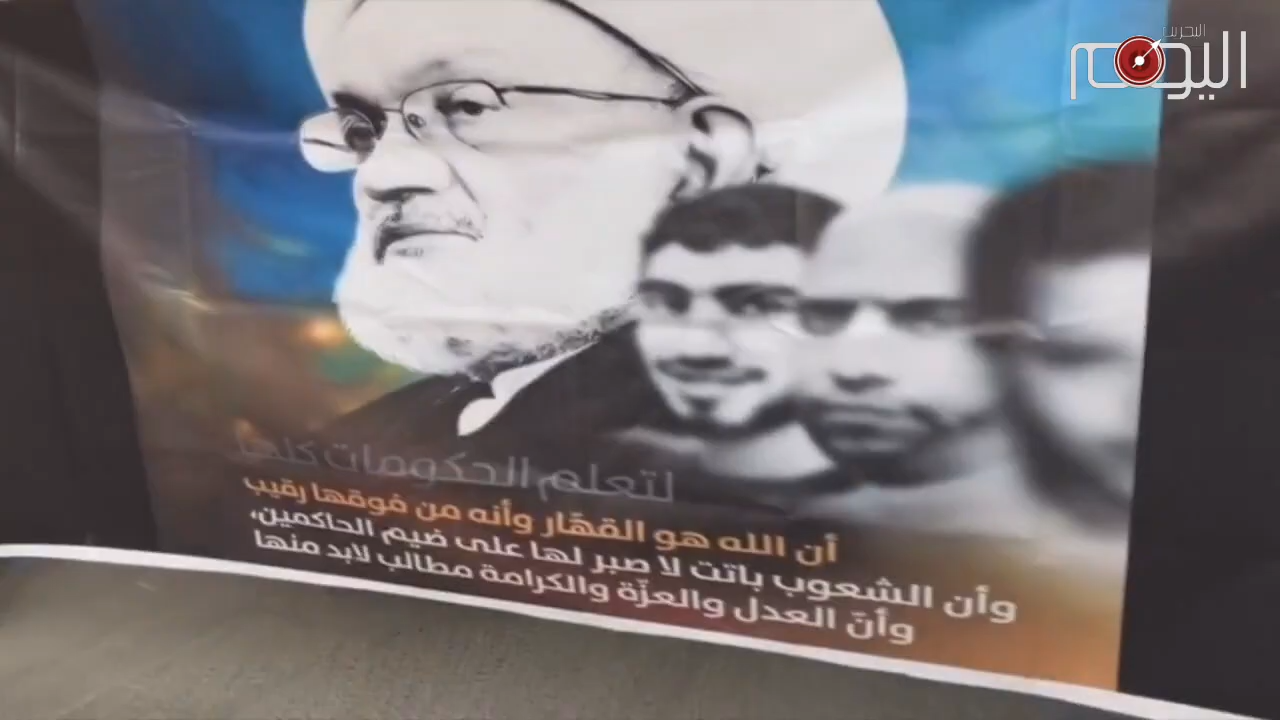 البحرين
اليوم
لتعلم الحكومات كلها
أن الله هو القهّار وأنه من فوقها رقيب
وأن الشعوب باتت لا صبر لها على ضيم الحاكمين،
وأنّ العدل والعزّة والكرامة مطالب لابد منها